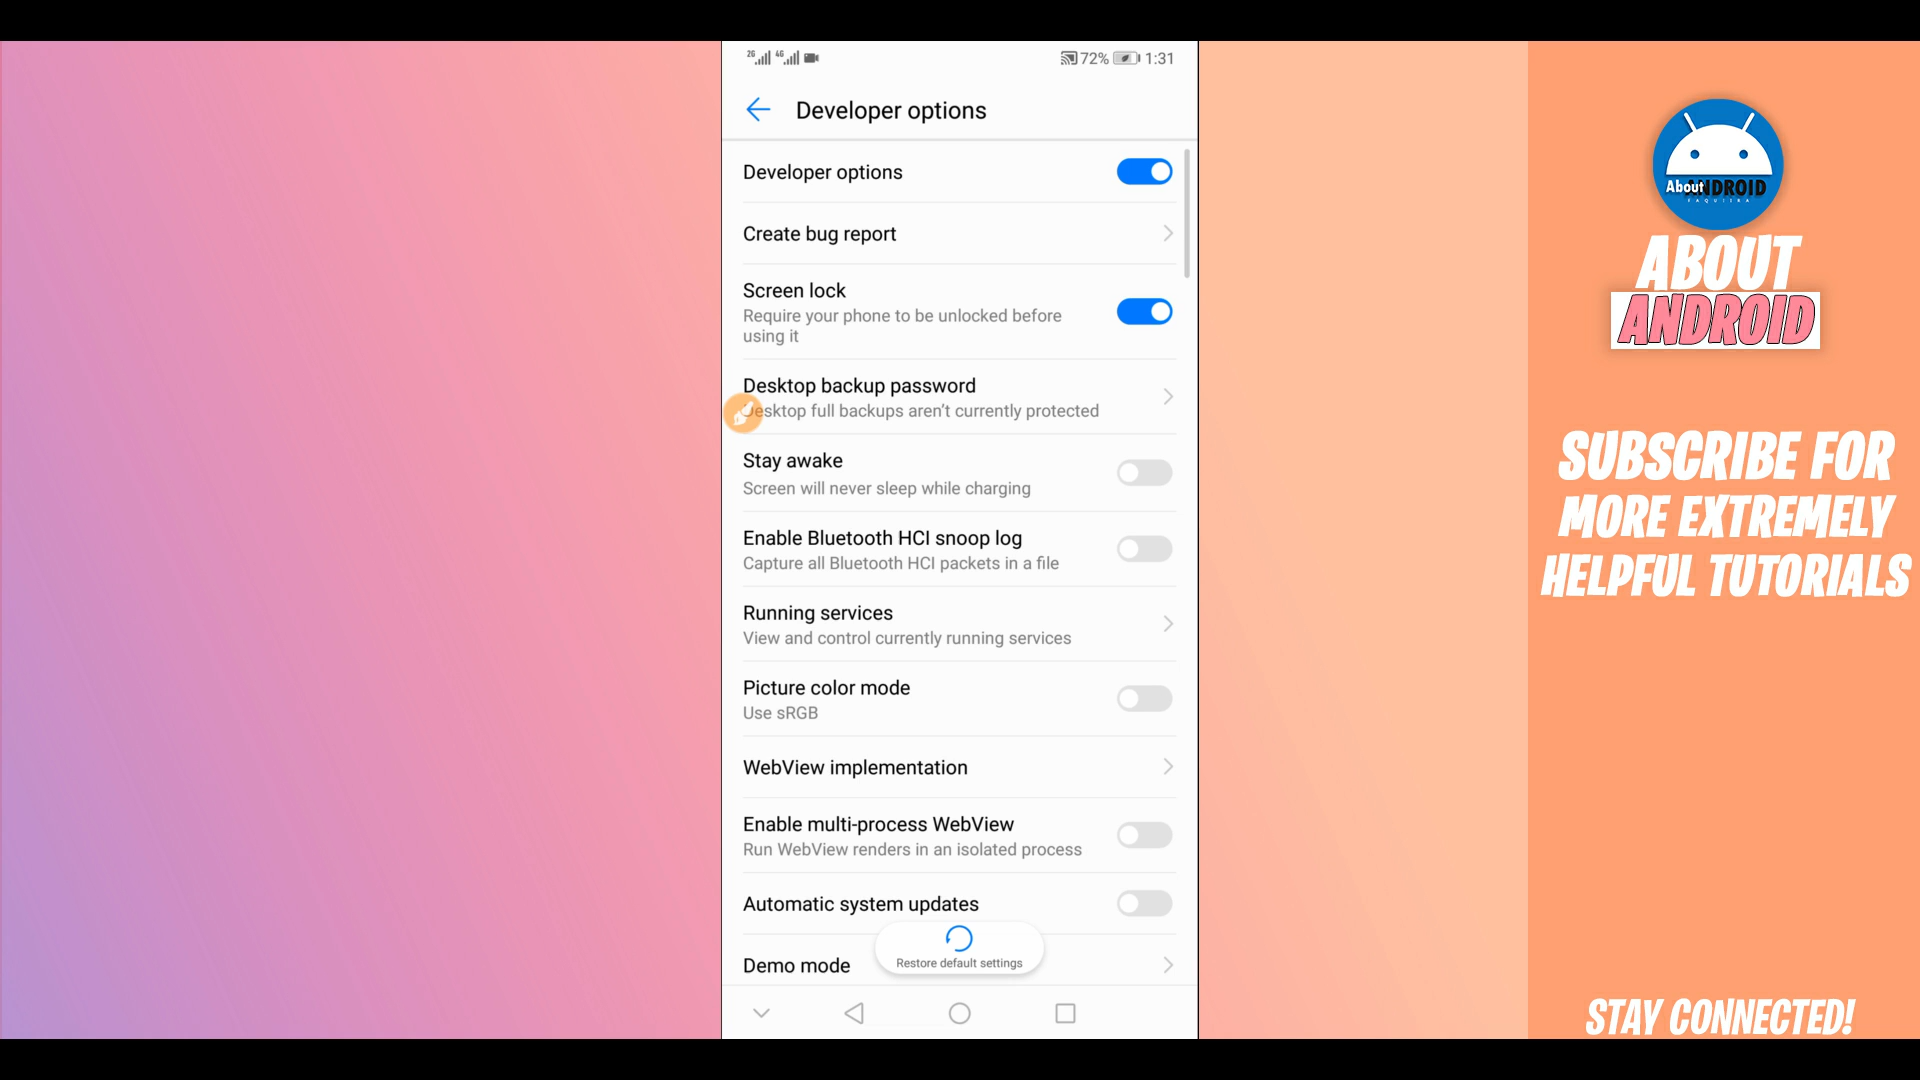 2G 4G 72% 1:31
Developer options
Developer options
Create bug report
Screen lock
Require your phone to be unlocked before
using it
Desktop backup password
esktop full backups aren’t currently protected
Stay awake
Screen will never sleep while charging
Enable Bluetooth HCI snoop log
Capture all Bluetooth HCI packets in a file
Running services
View and control currently running services
Picture color mode
Use sRGB
WebView implementation
Enable multi-process WebView
Run WebView renders in an isolated process
Automatic system updates
Restore default settings
Demo mode
About ANDROID
FAQUIIRA
ABOUT
ANDROID
SUBSCRIBE FOR
MORE EXTREMELY
HELPFUL TUTORIALS
STAY CONNECTED!